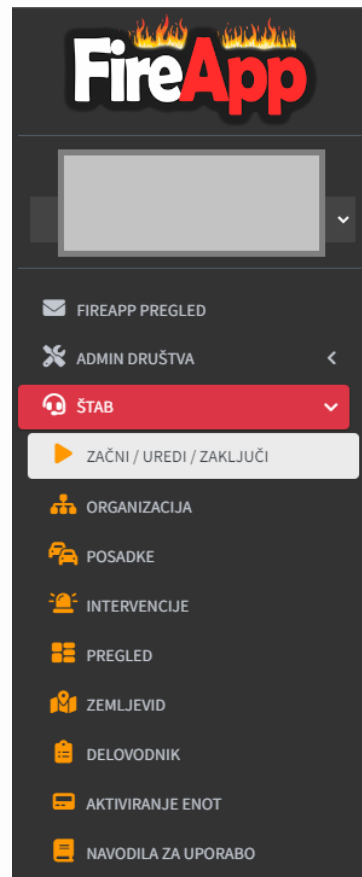 FireApp
FIREAPP PREGLED
ADMIN DRUŠTVA
ŠTAB
ZAČNI / UREDI / ZAKLJUČI
ORGANIZACIJA
POSADKE
INTERVENCIJE
PREGLED
ZEMLJEVID
DELOVODNIK
AKTIVIRANJE ENOT
NAVODILA ZA UPORABO